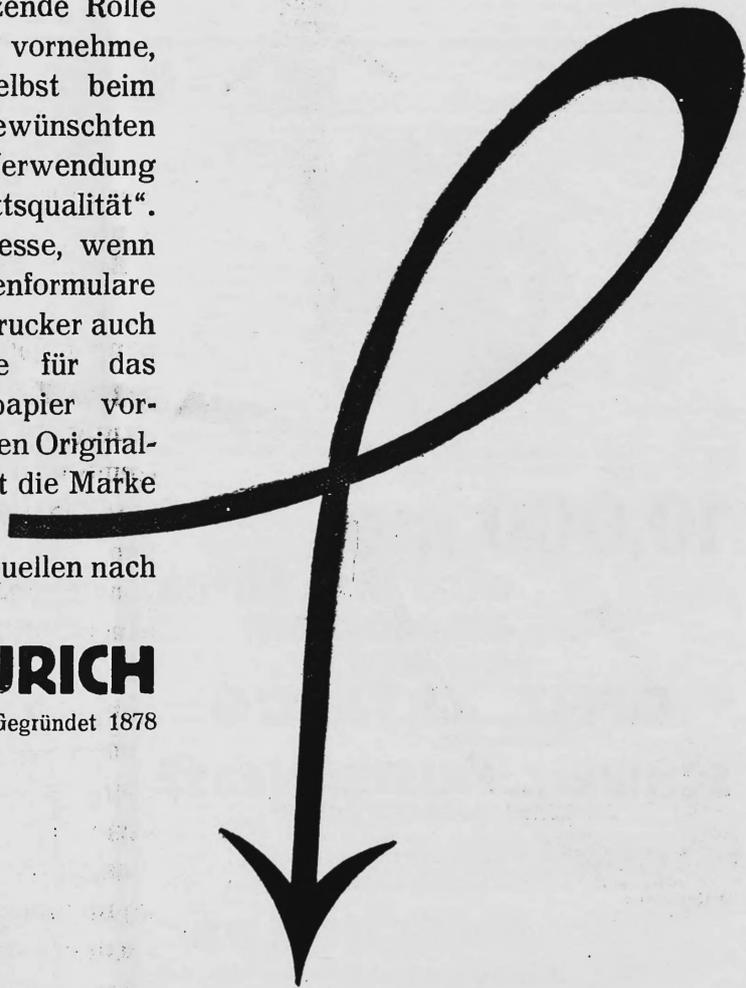 zende Rolle
vornehme,
elbst beim
ewünschten
erwendung
tsqualität“.
esse, wenn
enformulare
rucker auch
e für das
papier vor-
en Original-
t die Marke
uellen nach
URICH
Gegründet 1878